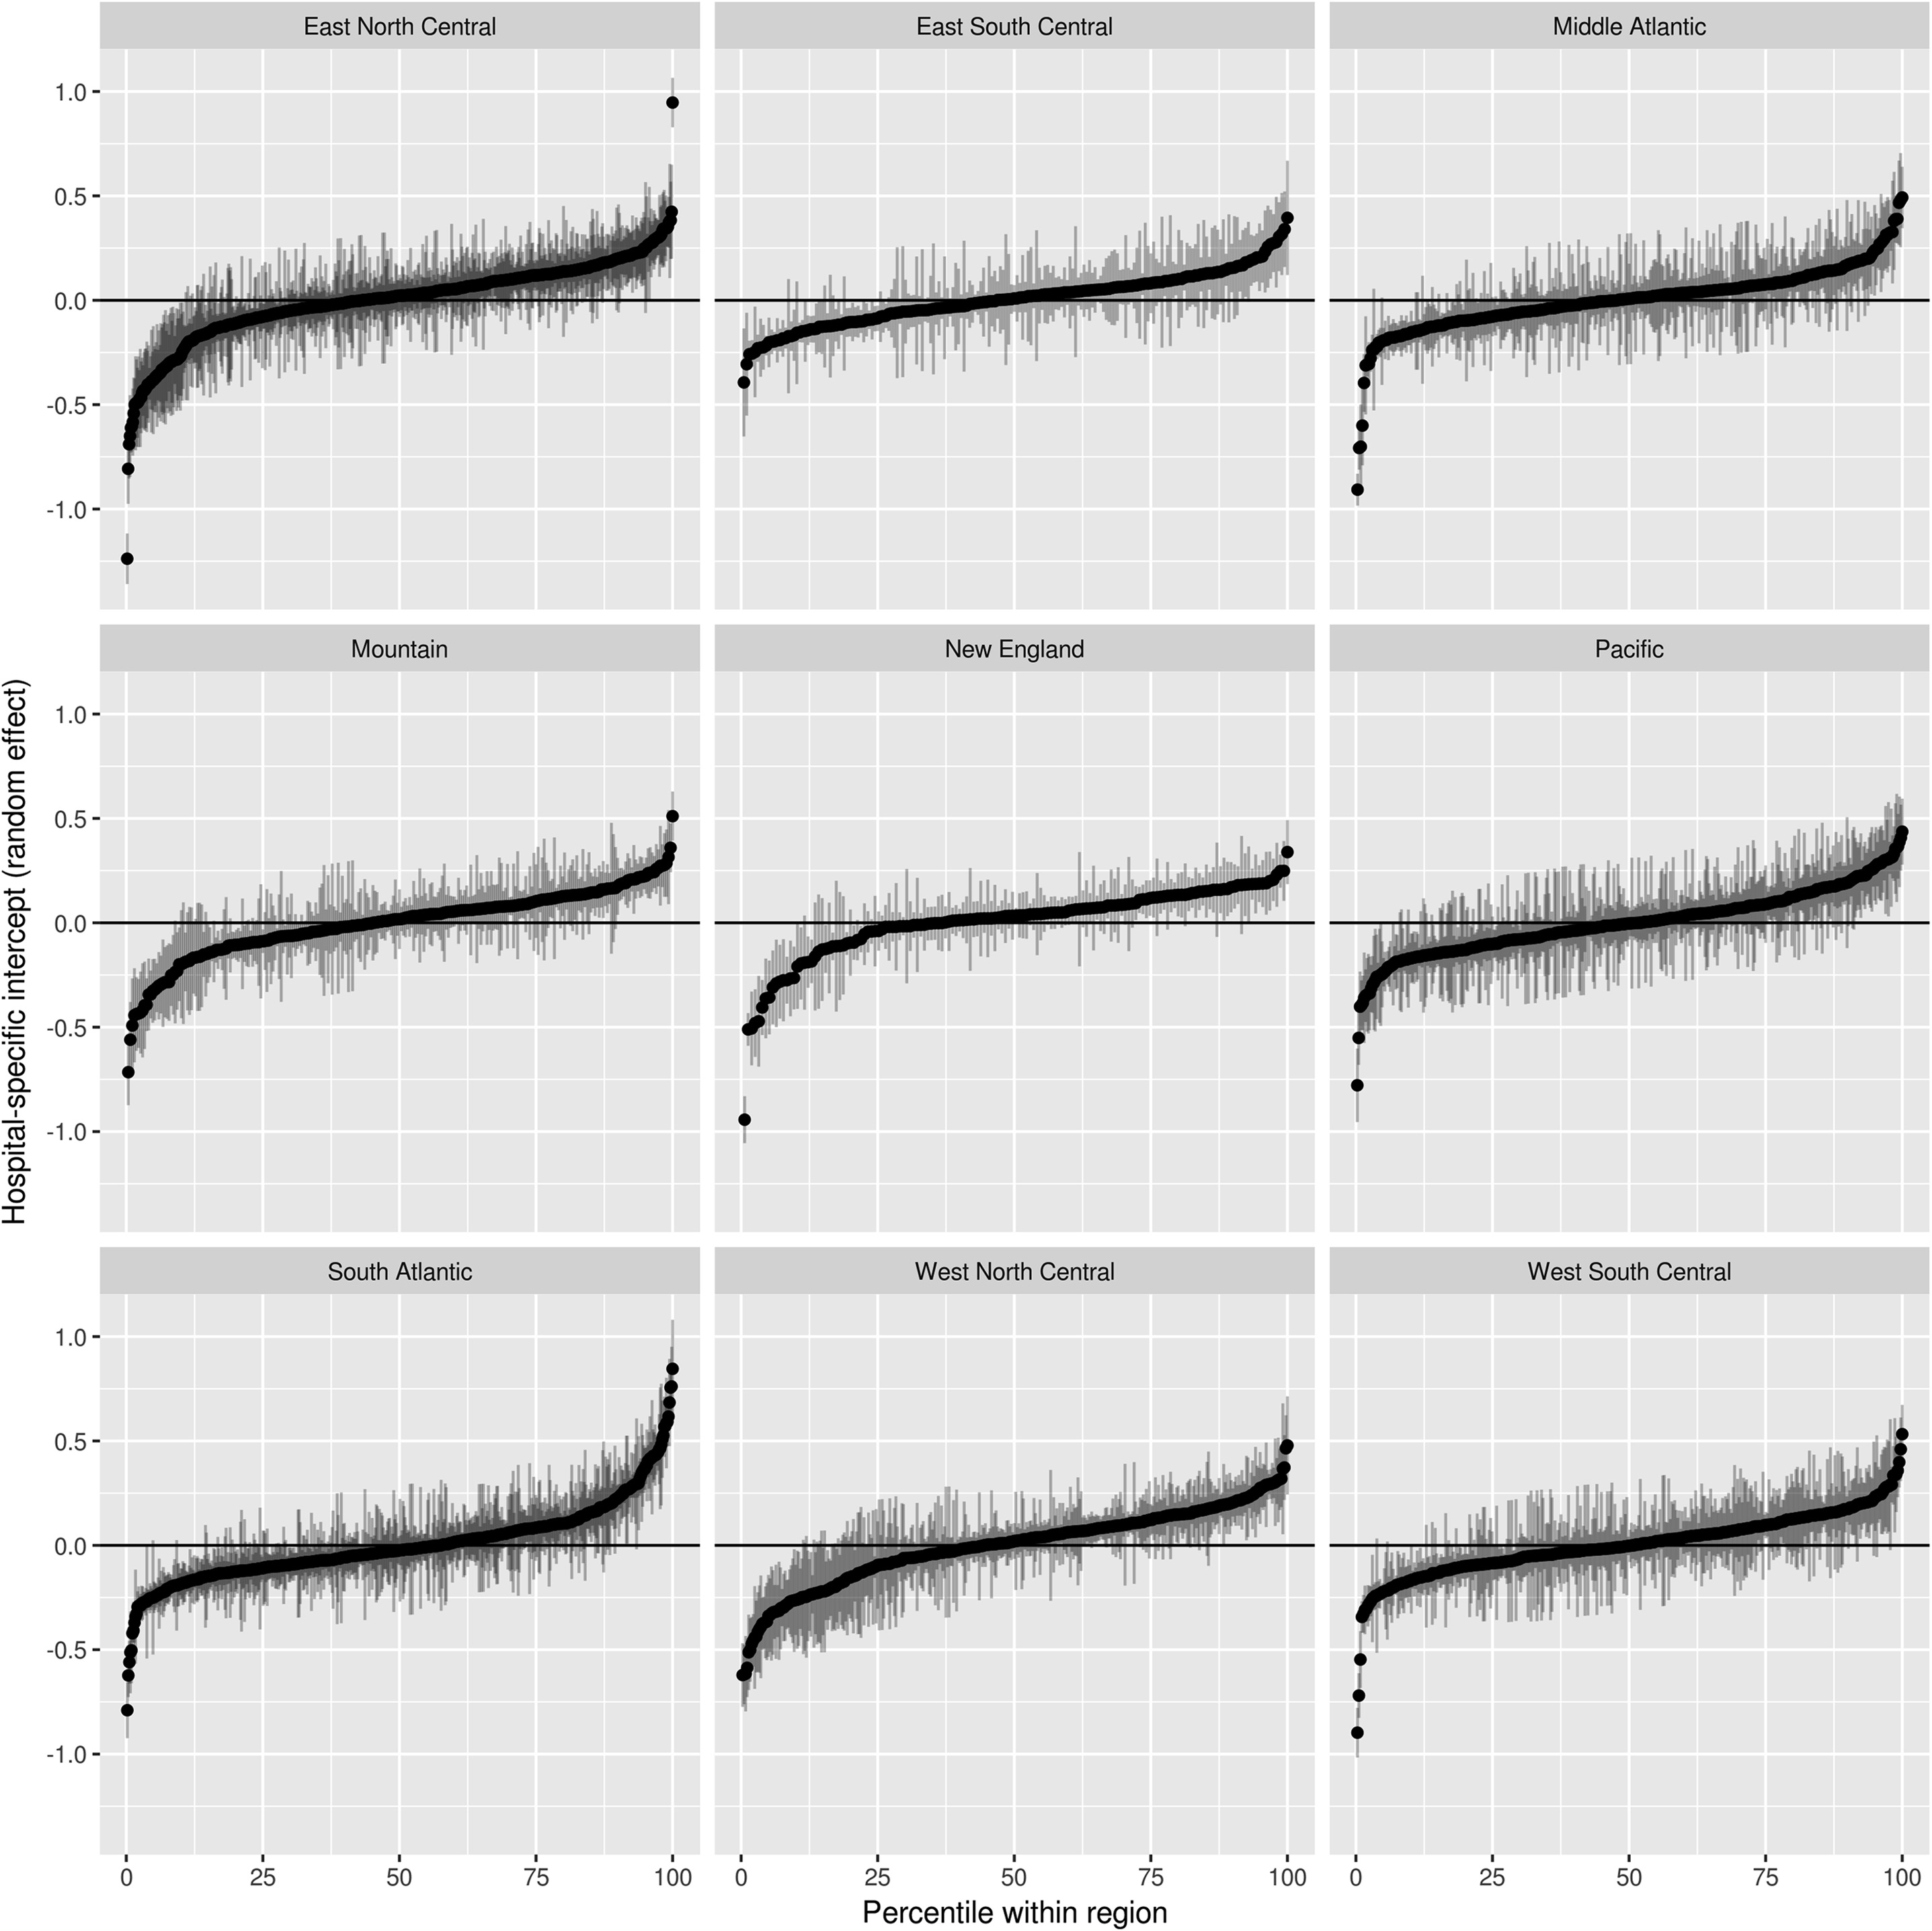 East North Central
East South Central
Middle Atlantic
1.0
0.5
0.0
-0.5
-1.0
Mountain
New England
Pacific
Hospital-specific intercept (random effect)
1.0
0.5
0.0
-0.5
-1.0
South Atlantic
West North Central
West South Central
1.0
0.5
0.0
-0.5
-1.0
0 25 50 75 100
0 25 50 75 100
0 25 50 75 100
Percentile within region